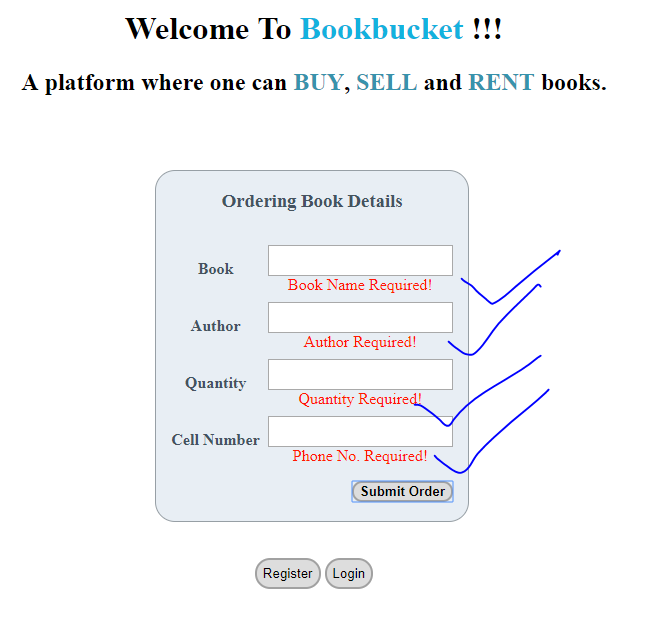 Welcome To Bookbucket !!!
A platform where one can BUY, SELL and RENT books.
Ordering Book Details
Book
Book Name Required!
Author
Author Required!
Quantity
Quantity Required!
Cell Number
Phone No. Required!
Submit Order
Register Login